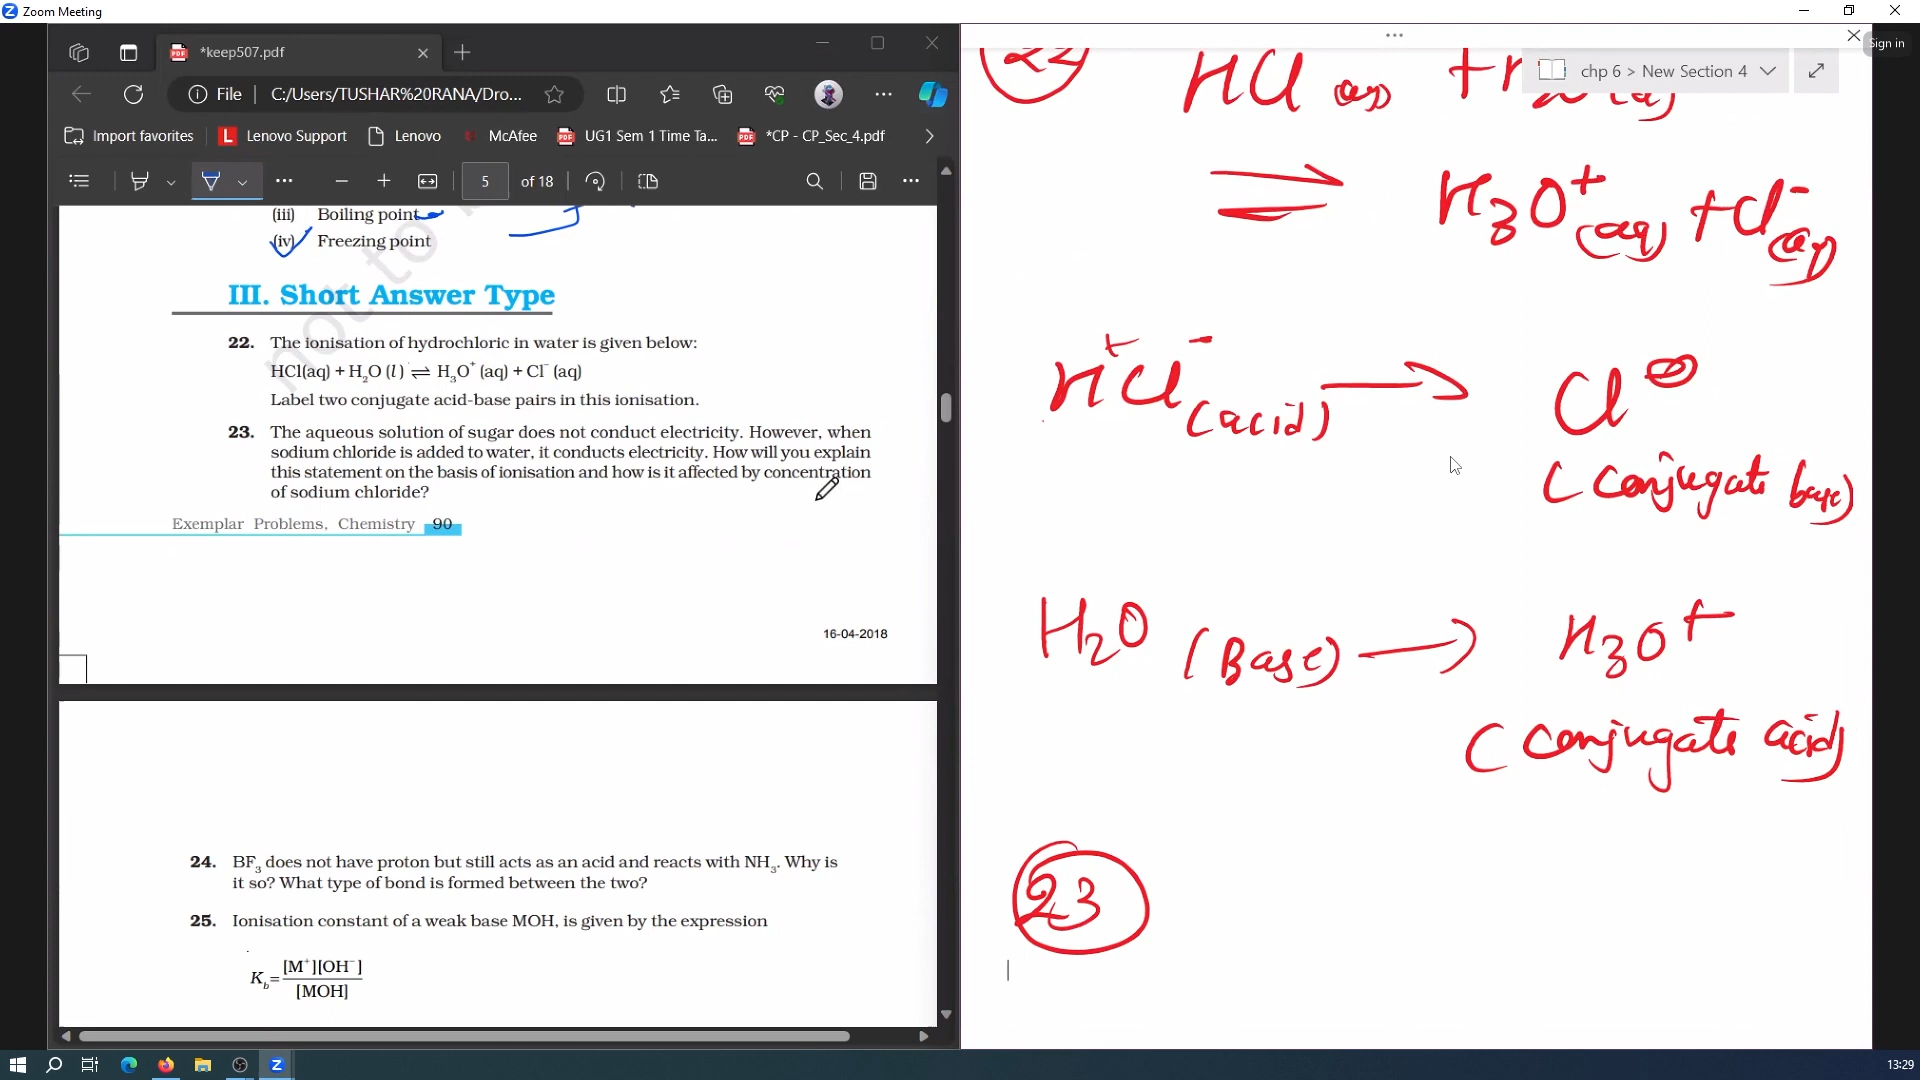 Zoom Meeting
*keep507.pdf
Sign in
File
C:/Users/TUSHAR%20RANA/Dro...
Import favorites
Lenovo Support
Lenovo
McAfee
UG1 Sem 1 Time Ta...
*CP - CP_Sec_4.pdf
5 of 18
(iii) Boiling point
(iv) Freezing point
not to
III. Short Answer Type
22. The ionisation of hydrochloric in water is given below:
HCl(aq) + H₂O (l) ⇌ H₃O⁺ (aq) + Cl⁻ (aq)
Label two conjugate acid-base pairs in this ionisation.
23. The aqueous solution of sugar does not conduct electricity. However, when
sodium chloride is added to water, it conducts electricity. How will you explain
this statement on the basis of ionisation and how is it affected by concentration
of sodium chloride?
Exemplar Problems, Chemistry 90
16-04-2018
24. BF₃ does not have proton but still acts as an acid and reacts with NH₃. Why is
it so? What type of bond is formed between the two?
25. Ionisation constant of a weak base MOH, is given by the expression
K_b = [M⁺][OH⁻]
[MOH]
chp 6 > New Section 4
22
HCl (aq) +
⇌ H₃O⁺ (aq) + Cl⁻ (aq)
H⁺Cl⁻ (acid) → Cl⊖
(conjugate base)
H₂O (Base) → H₃O⁺
(conjugate acid)
23
13:29